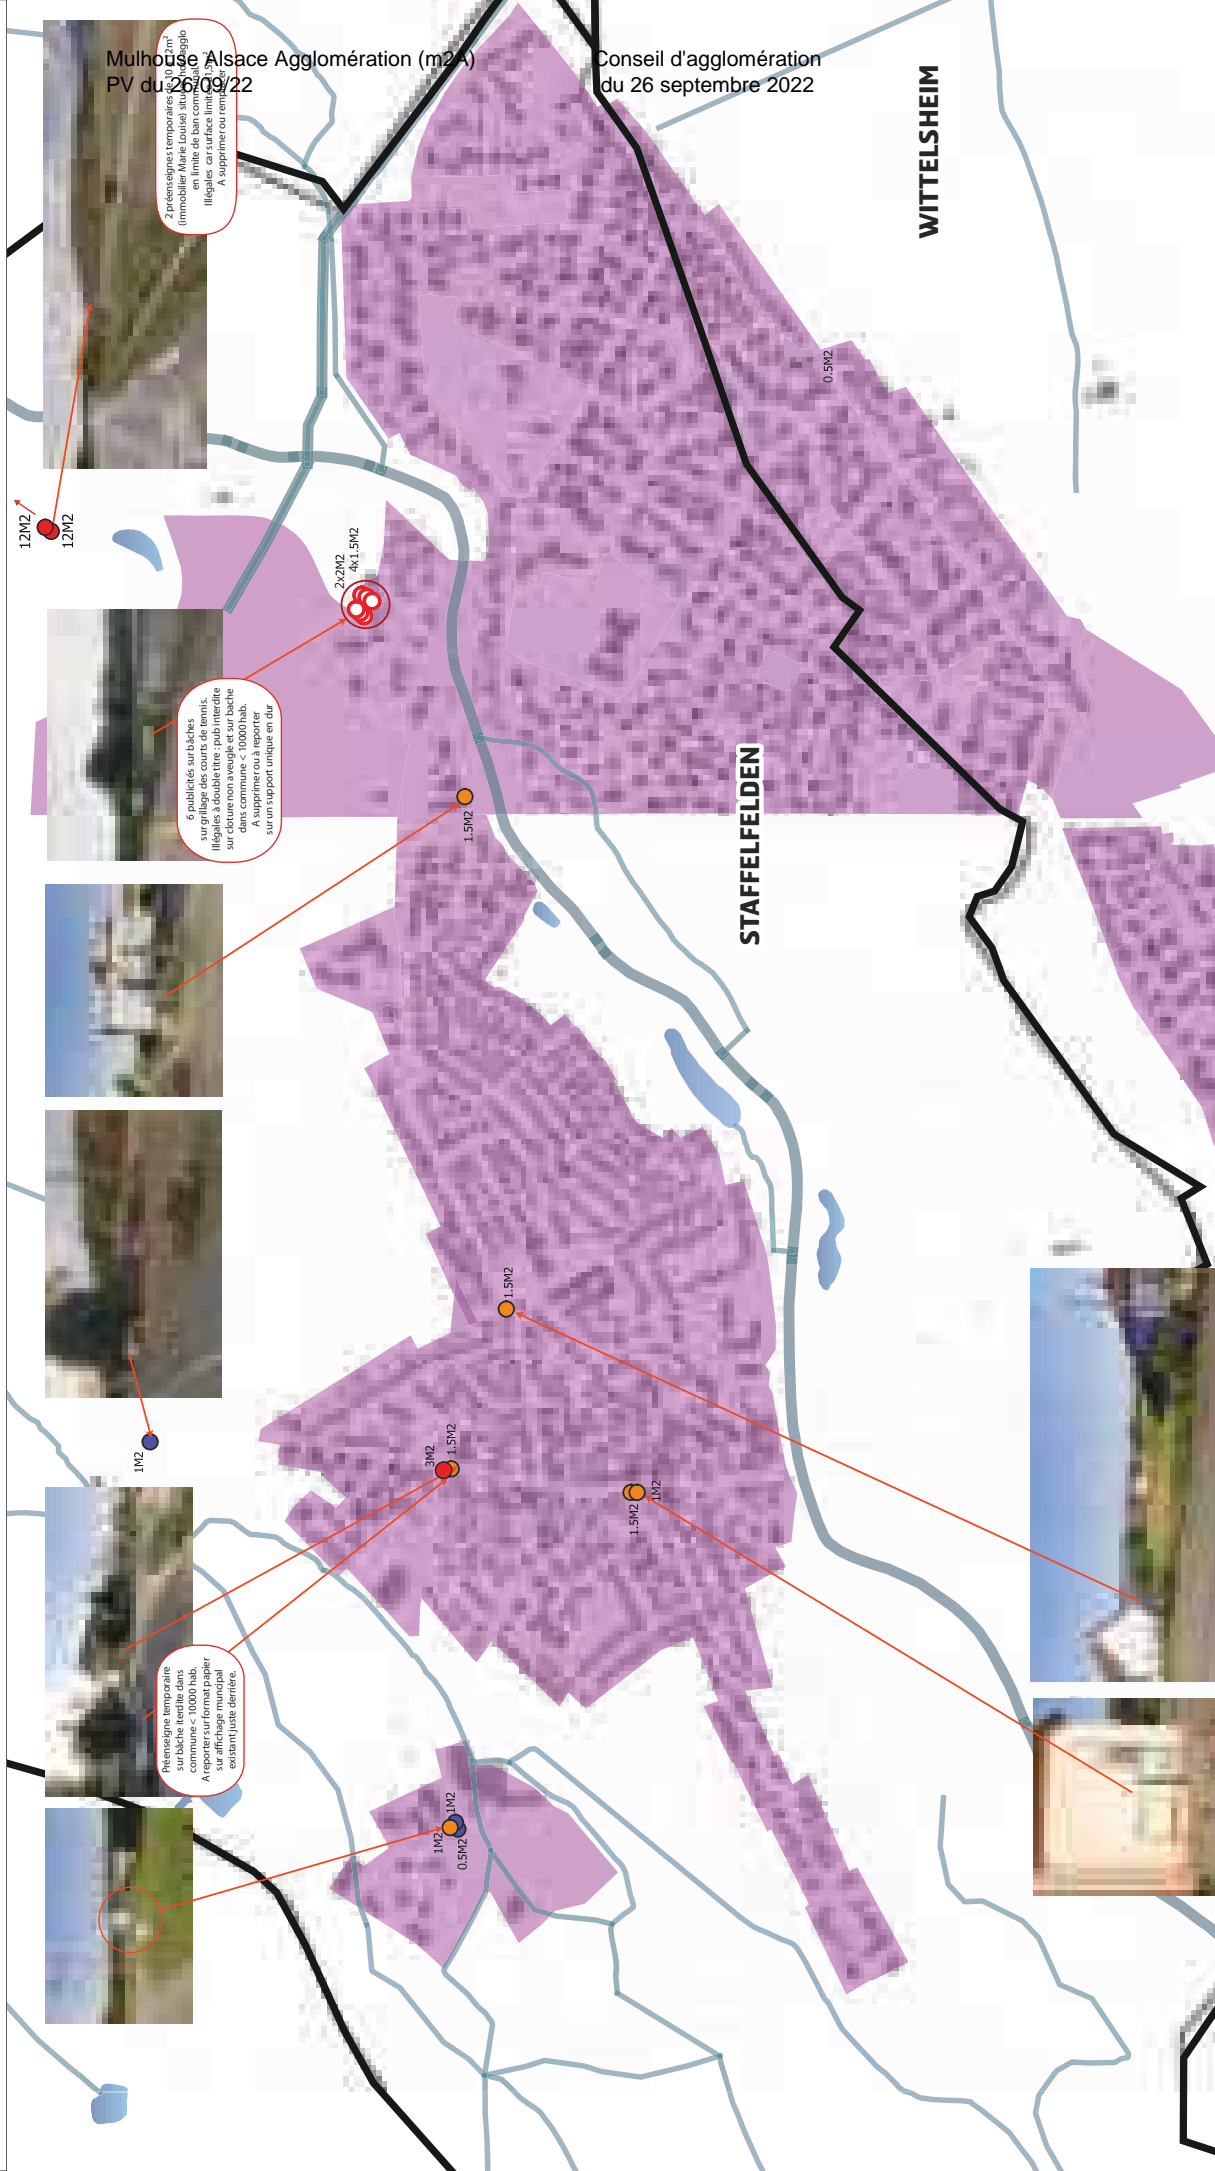 Mulhouse Alsace Agglomération (m2A)
PV du 26/09/22
Conseil d'agglomération
du 26 septembre 2022
2 préenseignes temporaires de 10 à 12m²
(immobilier Marie Louise) situé hors agglo
en limite de ban communal.
Illégales car surface limitée à 1,5m²
A supprimer ou remplacer
WITTELSHEIM
0.5M2
12M2
12M2
2x2M2
4x1.5M2
6 publicités sur bâches
sur grillage des courts de tennis.
Illégales à double titre : pub interdite
sur cloture non aveugle et sur bache
dans commune < 10000 hab.
A supprimer ou à reporter
sur un support unique en dur
1.5M2
STAFFELFELDEN
1.5M2
1M2
3M2
1.5M2
1.5M2
1M2
Préenseigne temporaire
sur bâche iterdite dans
commune < 10000 hab.
A reporter sur format papier
sur affichage muncipal
existant juste derrière.
1M2
1M2
0.5M2